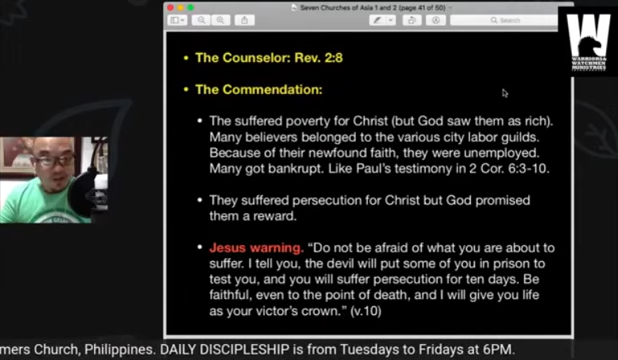 Seven Churches of Asia 1 and 2 (page 41 of 50)
Search
W
WARRIORS &
WATCHMEN
MINISTRIES
• The Counselor: Rev. 2:8
• The Commendation:
• The suffered poverty for Christ (but God saw them as rich).
Many believers belonged to the various city labor guilds.
Because of their newfound faith, they were unemployed.
Many got bankrupt. Like Paul's testimony in 2 Cor. 6:3-10.
• They suffered persecution for Christ but God promised
them a reward.
• Jesus warning. “Do not be afraid of what you are about to
suffer. I tell you, the devil will put some of you in prison to
test you, and you will suffer persecution for ten days. Be
faithful, even to the point of death, and I will give you life
as your victor's crown.” (v.10)
mers Church, Philippines. DAILY DISCIPLESHIP is from Tuesdays to Fridays at 6PM.